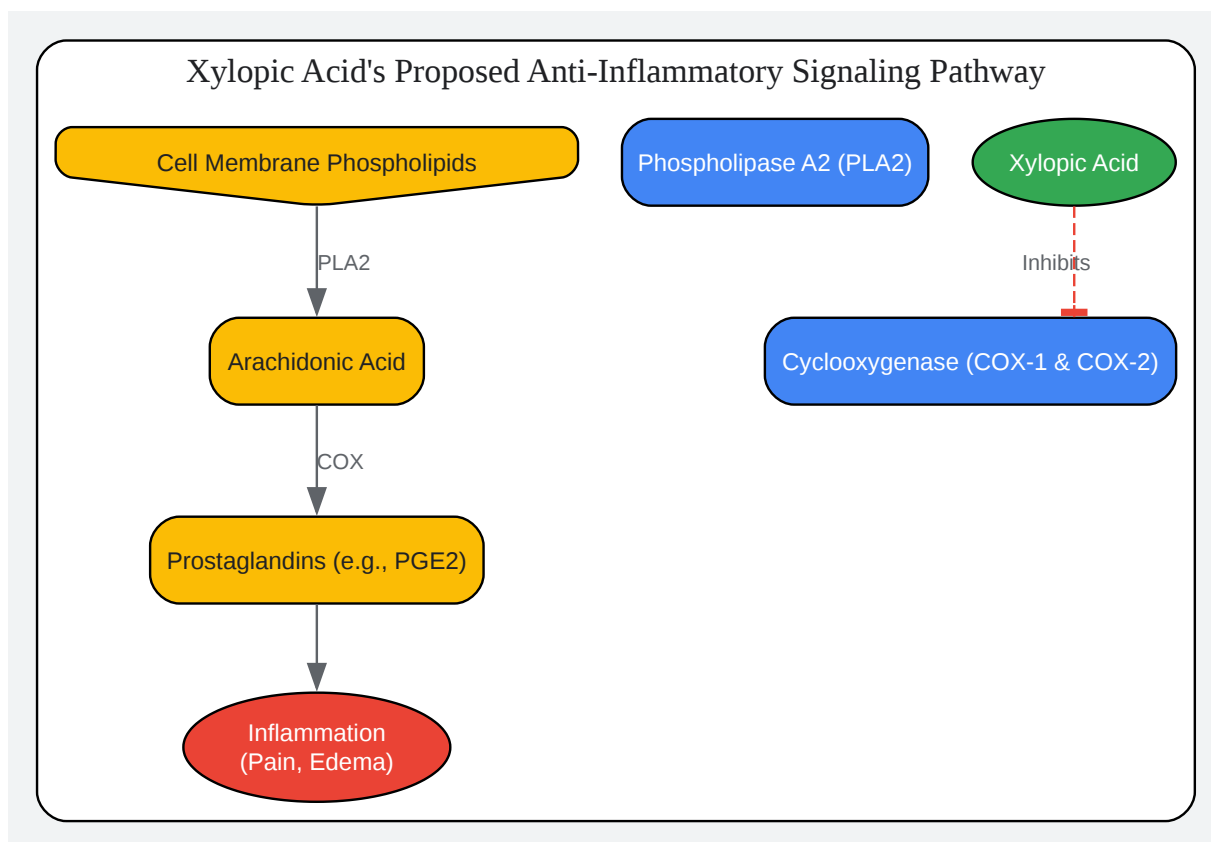 Xylopic Acid's Proposed Anti-Inflammatory Signaling Pathway
Cell Membrane Phospholipids
Phospholipase A2 (PLA2)
Xylopic Acid
PLA2
Inhibits
Arachidonic Acid
Cyclooxygenase (COX-1 & COX-2)
COX
Prostaglandins (e.g., PGE2)
Inflammation
(Pain, Edema)